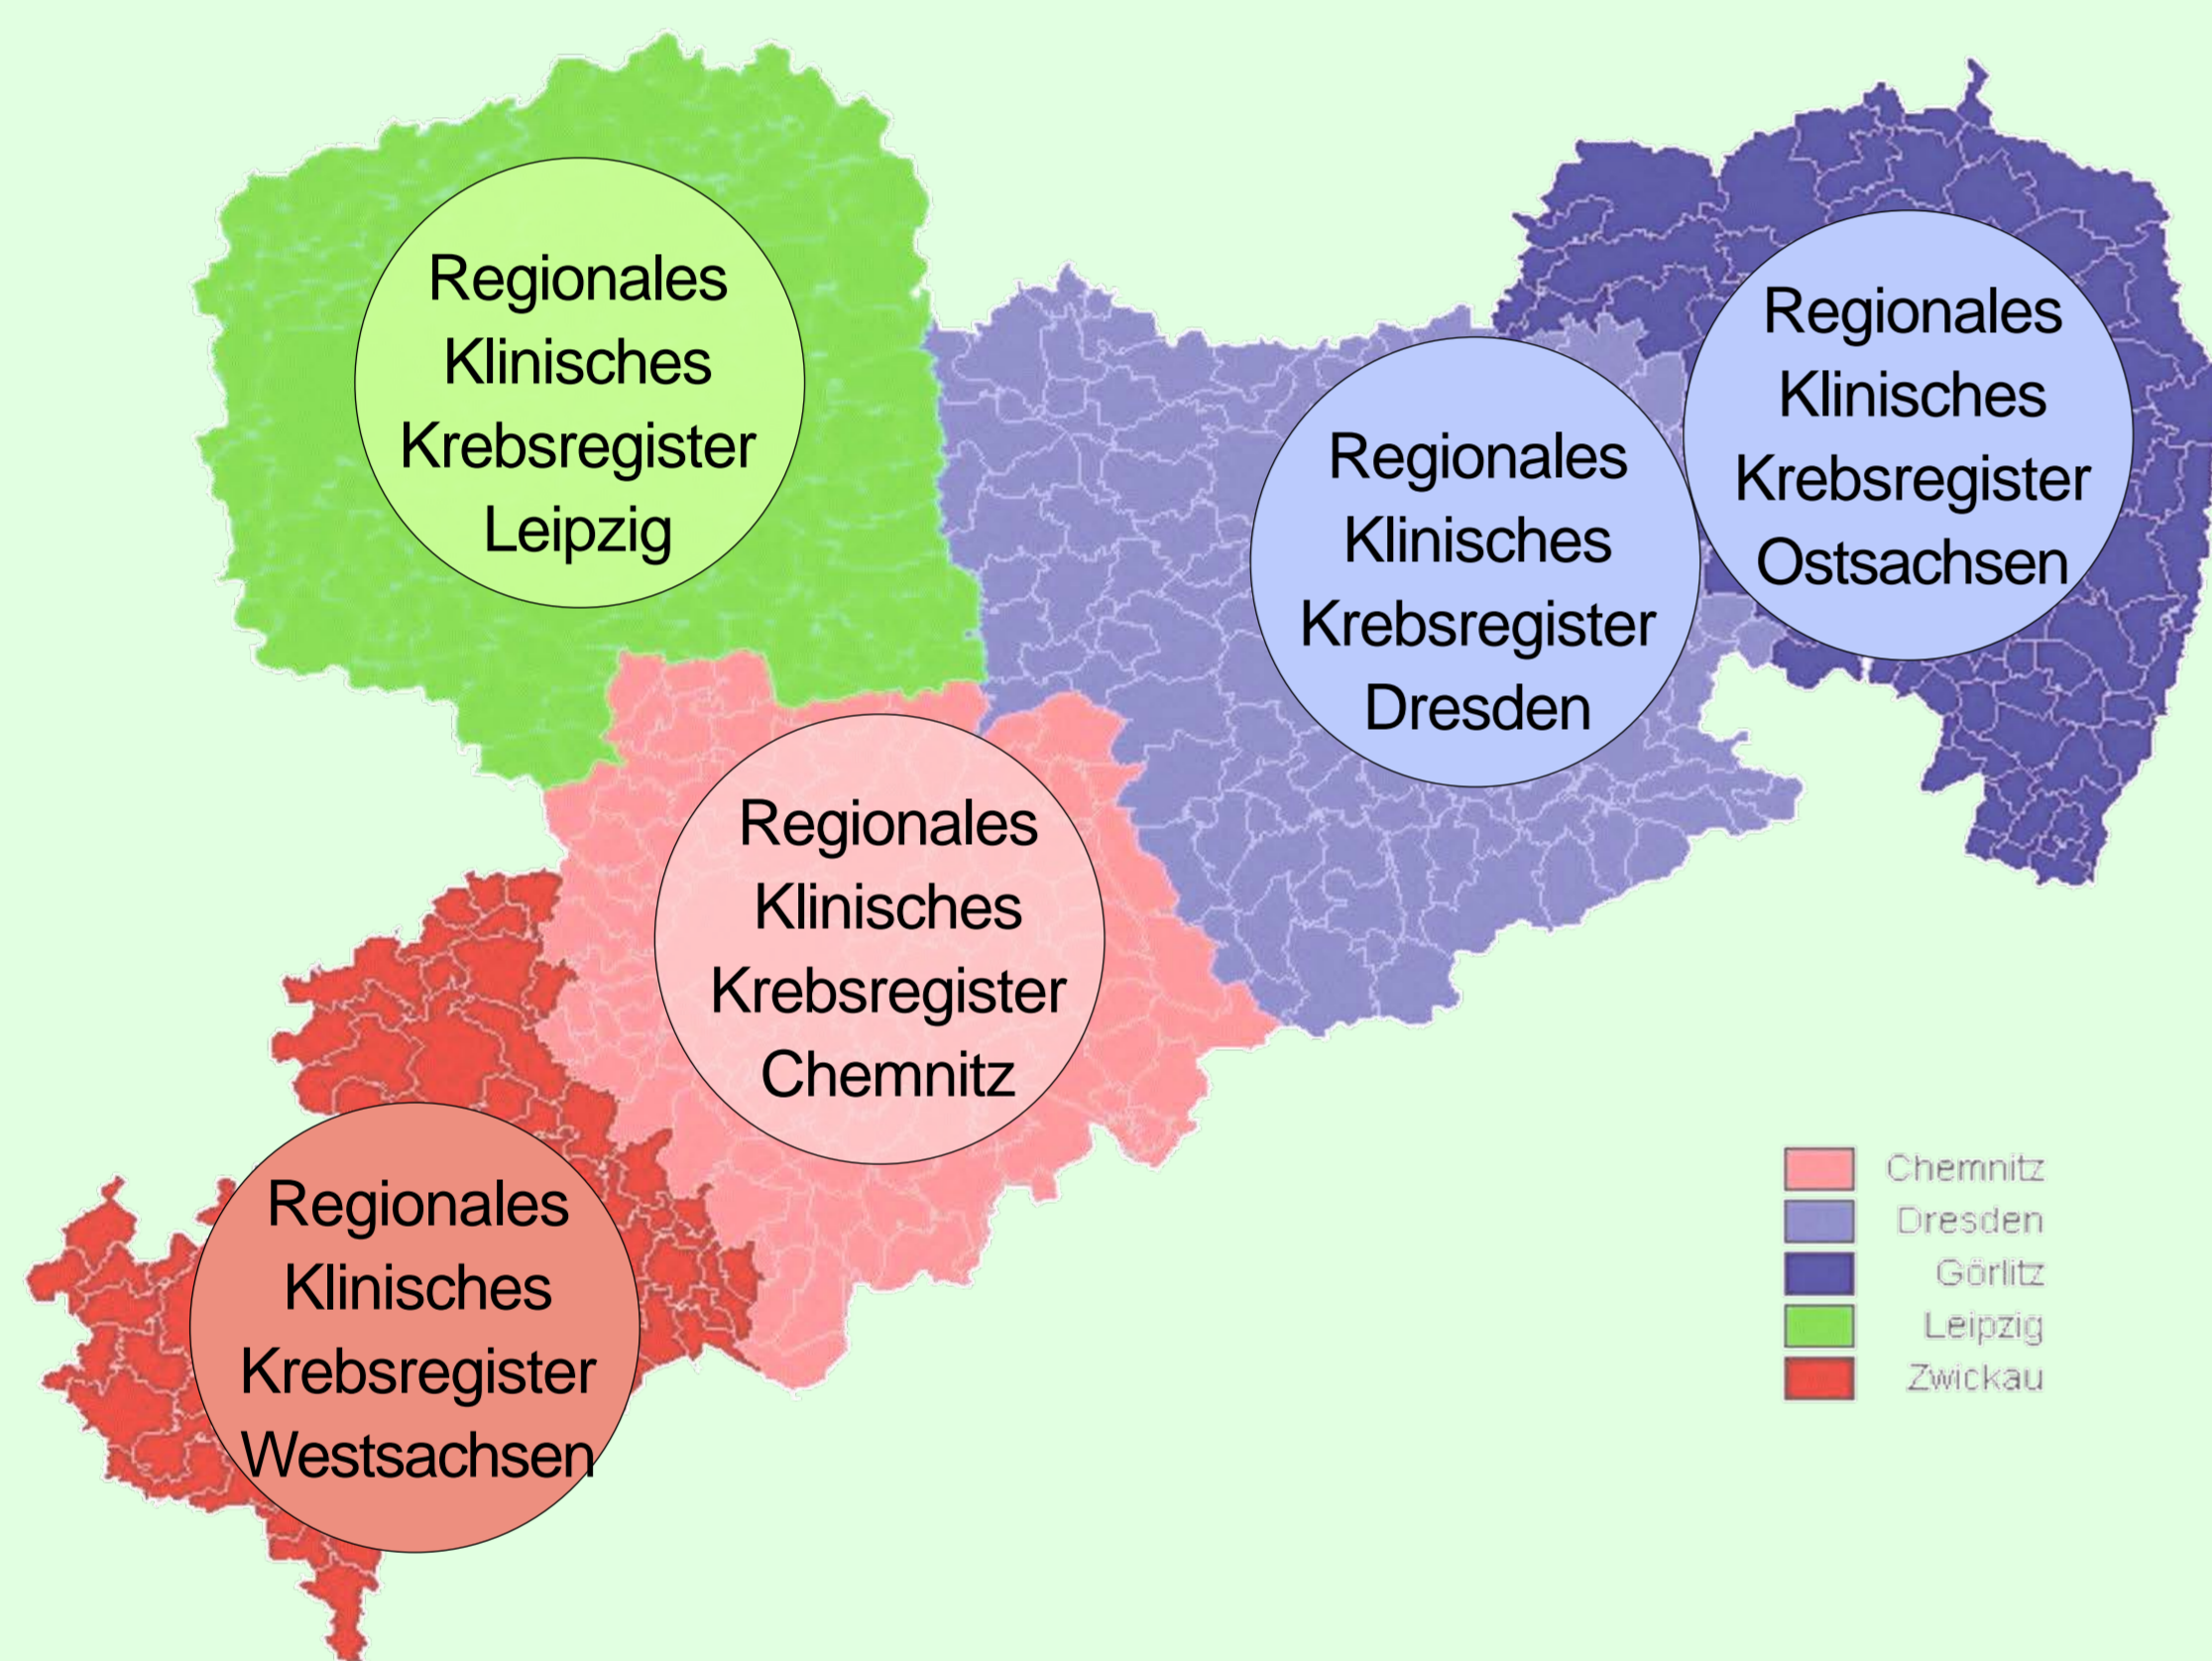 Regionales
Klinisches
Krebsregister
Leipzig
Regionales
Klinisches
Krebsregister
Ostsachsen
Regionales
Klinisches
Krebsregister
Dresden
Regionales
Klinisches
Krebsregister
Chemnitz
Regionales
Klinisches
Krebsregister
Westsachsen
Chemnitz
Dresden
Görlitz
Leipzig
Zwickau